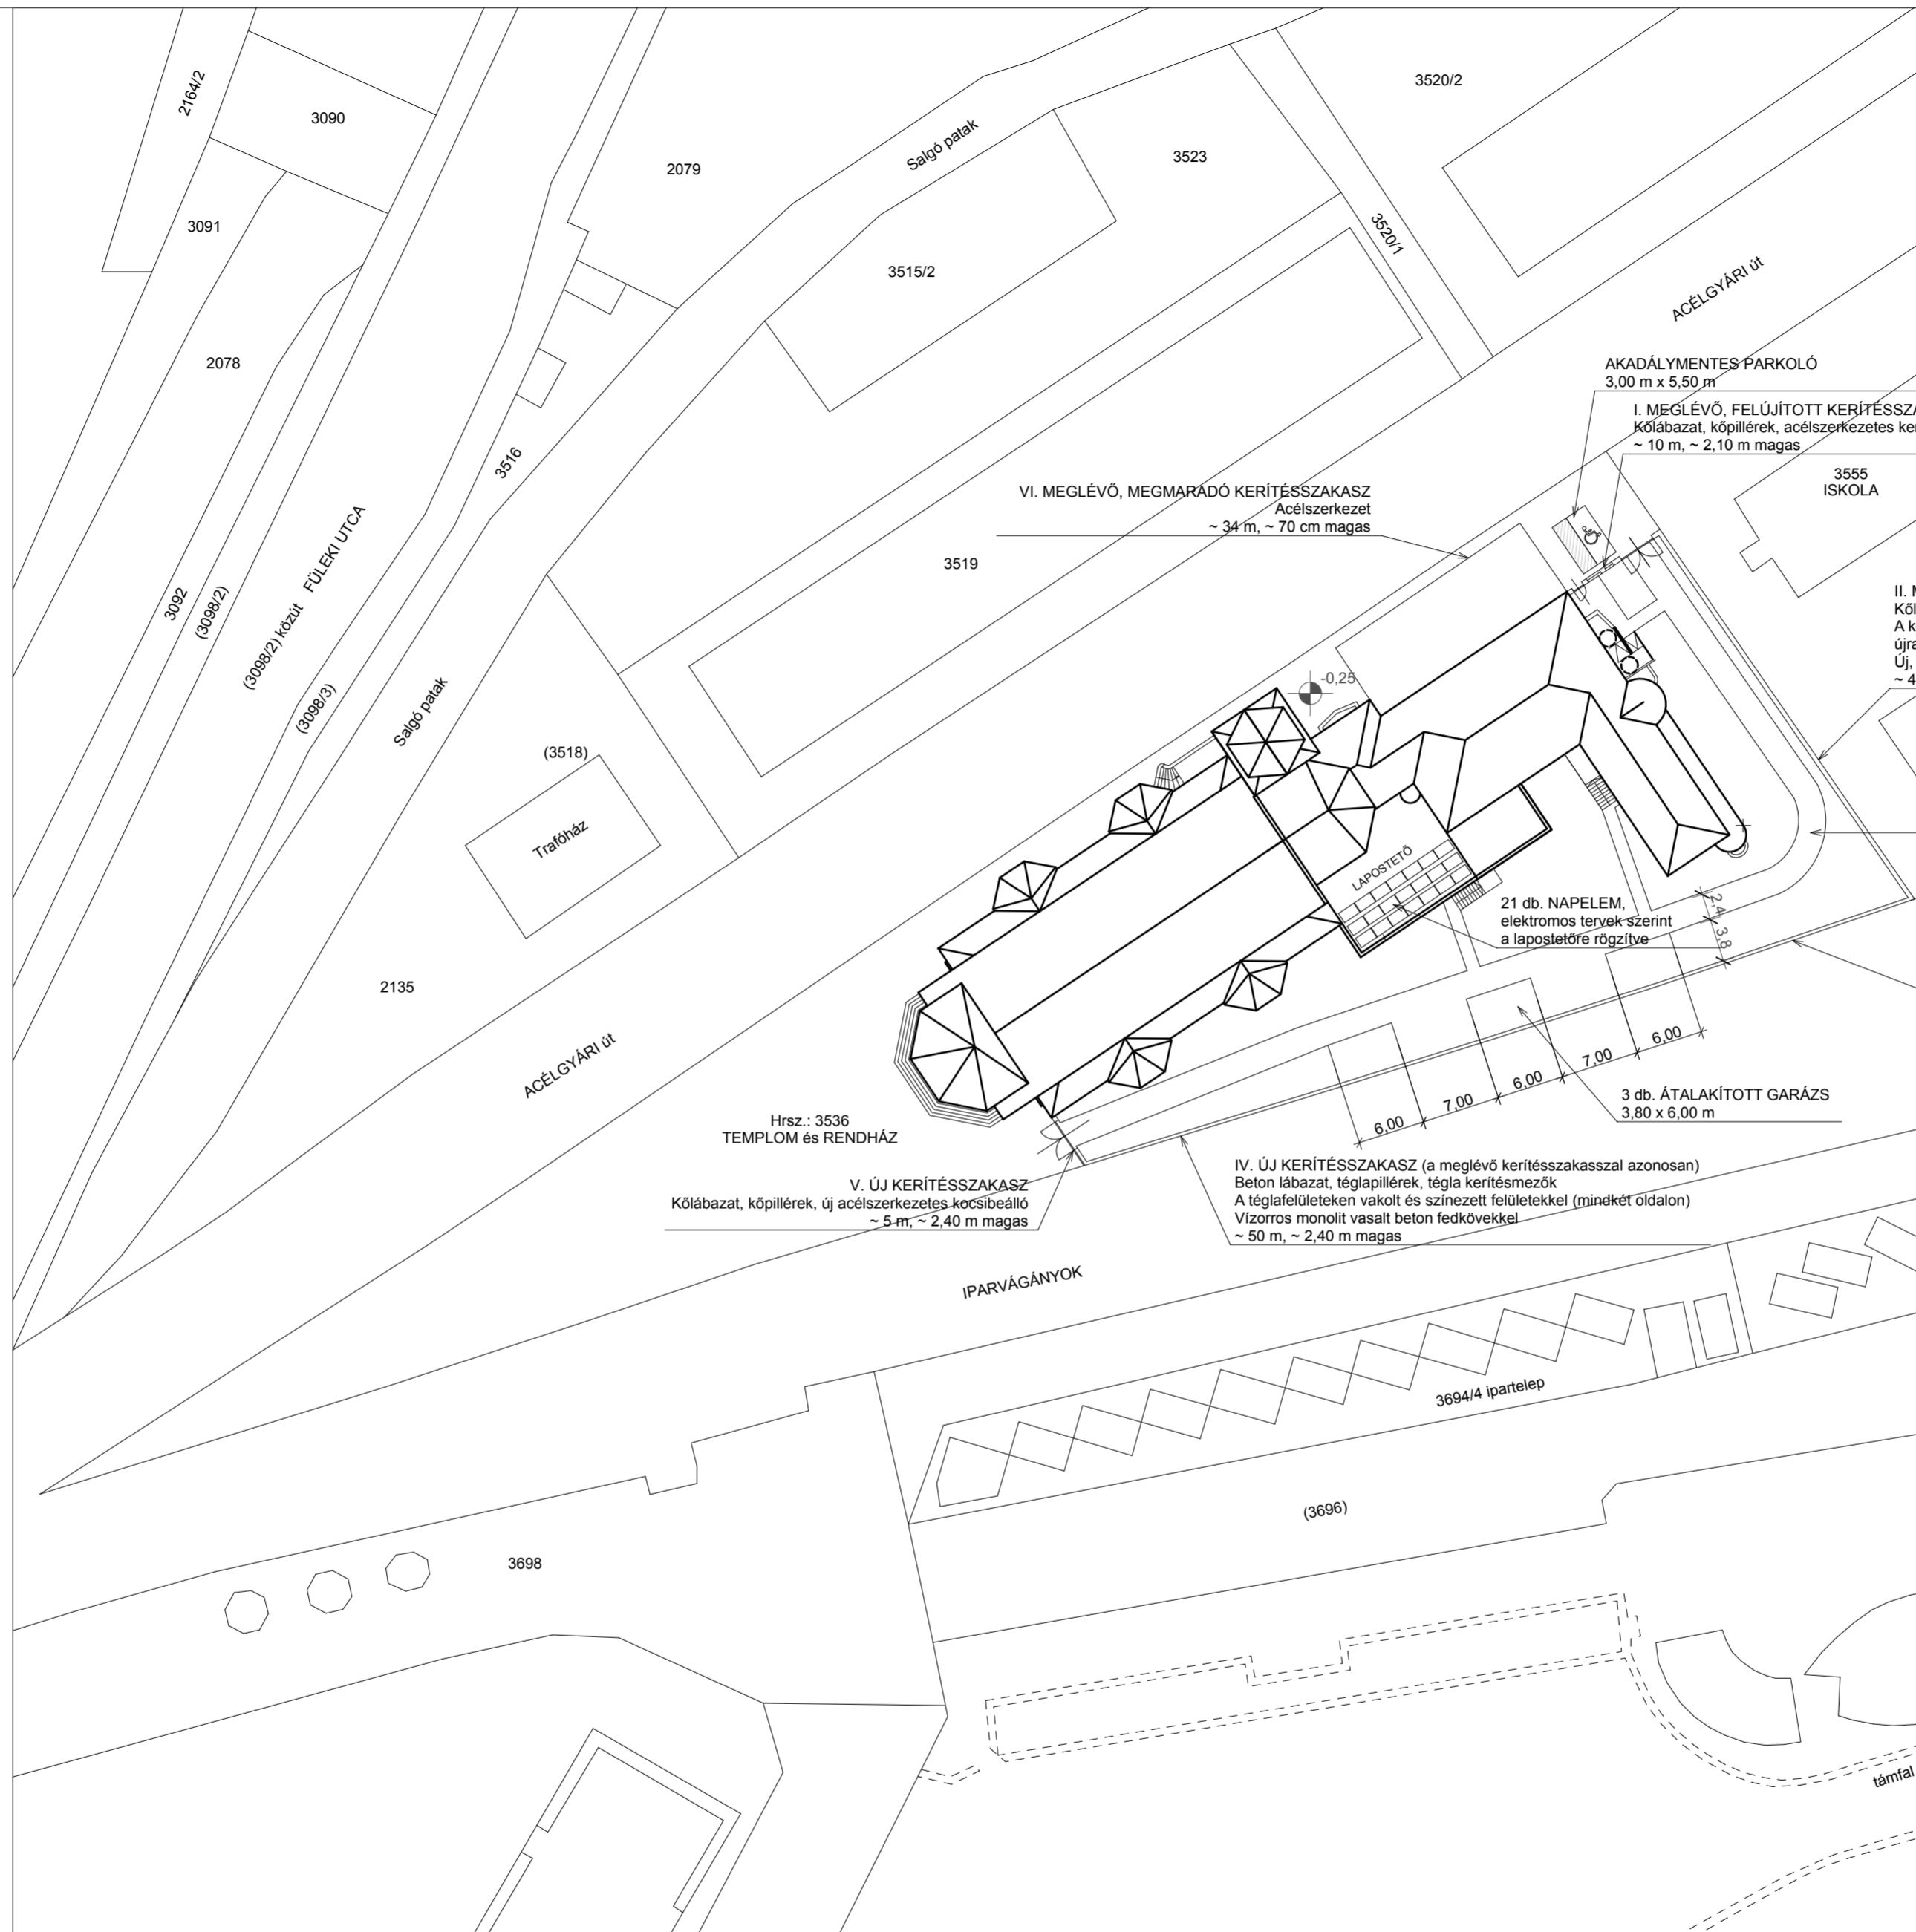 2164/2
3090
3091
2078
2079
Salgó patak
3523
3520/2
3520/1
3515/2
ACÉLGYÁRI út
AKADÁLYMENTES PARKOLÓ
3,00 m x 5,50 m
I. MEGLÉVŐ, FELÚJÍTOTT KERÍTÉSSZA
Kőlábazat, kőpillérek, acélszerkezetes ke
~ 10 m, ~ 2,10 m magas
3555
ISKOLA
VI. MEGLÉVŐ, MEGMARADÓ KERÍTÉSSZAKASZ
Acélszerkezet
~ 34 m, ~ 70 cm magas
3516
3519
3092
(3098/2)
(3098/2) közút FÜLEKI UTCA
(3098/3)
Salgó patak
II.
Kől
A k
újra
Új,
~ 4
-0,25
(3518)
Trafóház
LAPOSTETŐ
21 db. NAPELEM,
elektromos tervek szerint
a lapostetőre rögzítve
2,4
3,8
2135
ACÉLGYÁRI út
6,00
7,00
6,00
7,00
6,00
3 db. ÁTALAKÍTOTT GARÁZS
3,80 x 6,00 m
Hrsz.: 3536
TEMPLOM és RENDHÁZ
V. ÚJ KERÍTÉSSZAKASZ
Kőlábazat, kőpillérek, új acélszerkezetes kocsibeálló
~ 5 m, ~ 2,40 m magas
IV. ÚJ KERÍTÉSSZAKASZ (a meglévő kerítésszakasszal azonosan)
Beton lábazat, téglapillérek, tégla kerítésmezők
A téglafelületeken vakolt és színezett felületekkel (mindkét oldalon)
Vízorros monolit vasalt beton fedkövekkel
~ 50 m, ~ 2,40 m magas
IPARVÁGÁNYOK
3694/4 ipartelep
(3696)
3698
támfal